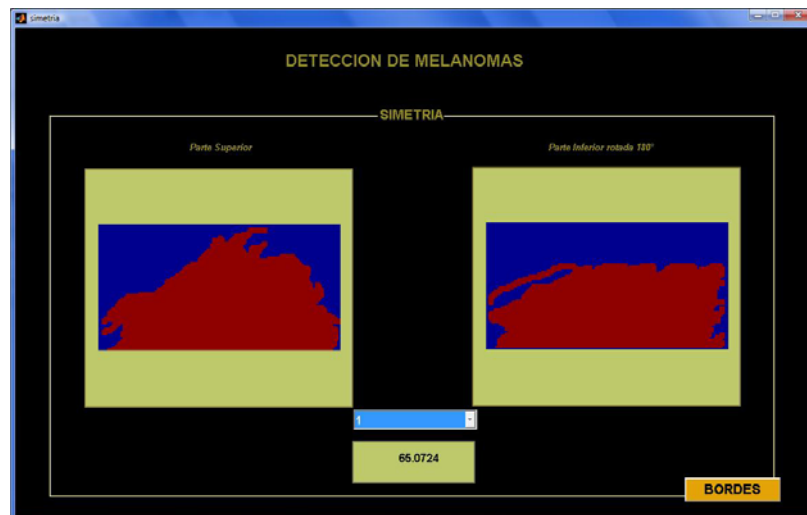 simetria
DETECCION DE MELANOMAS
SIMETRIA
Parte Superior
Parte Inferior rotada 180°
1
65.0724
BORDES